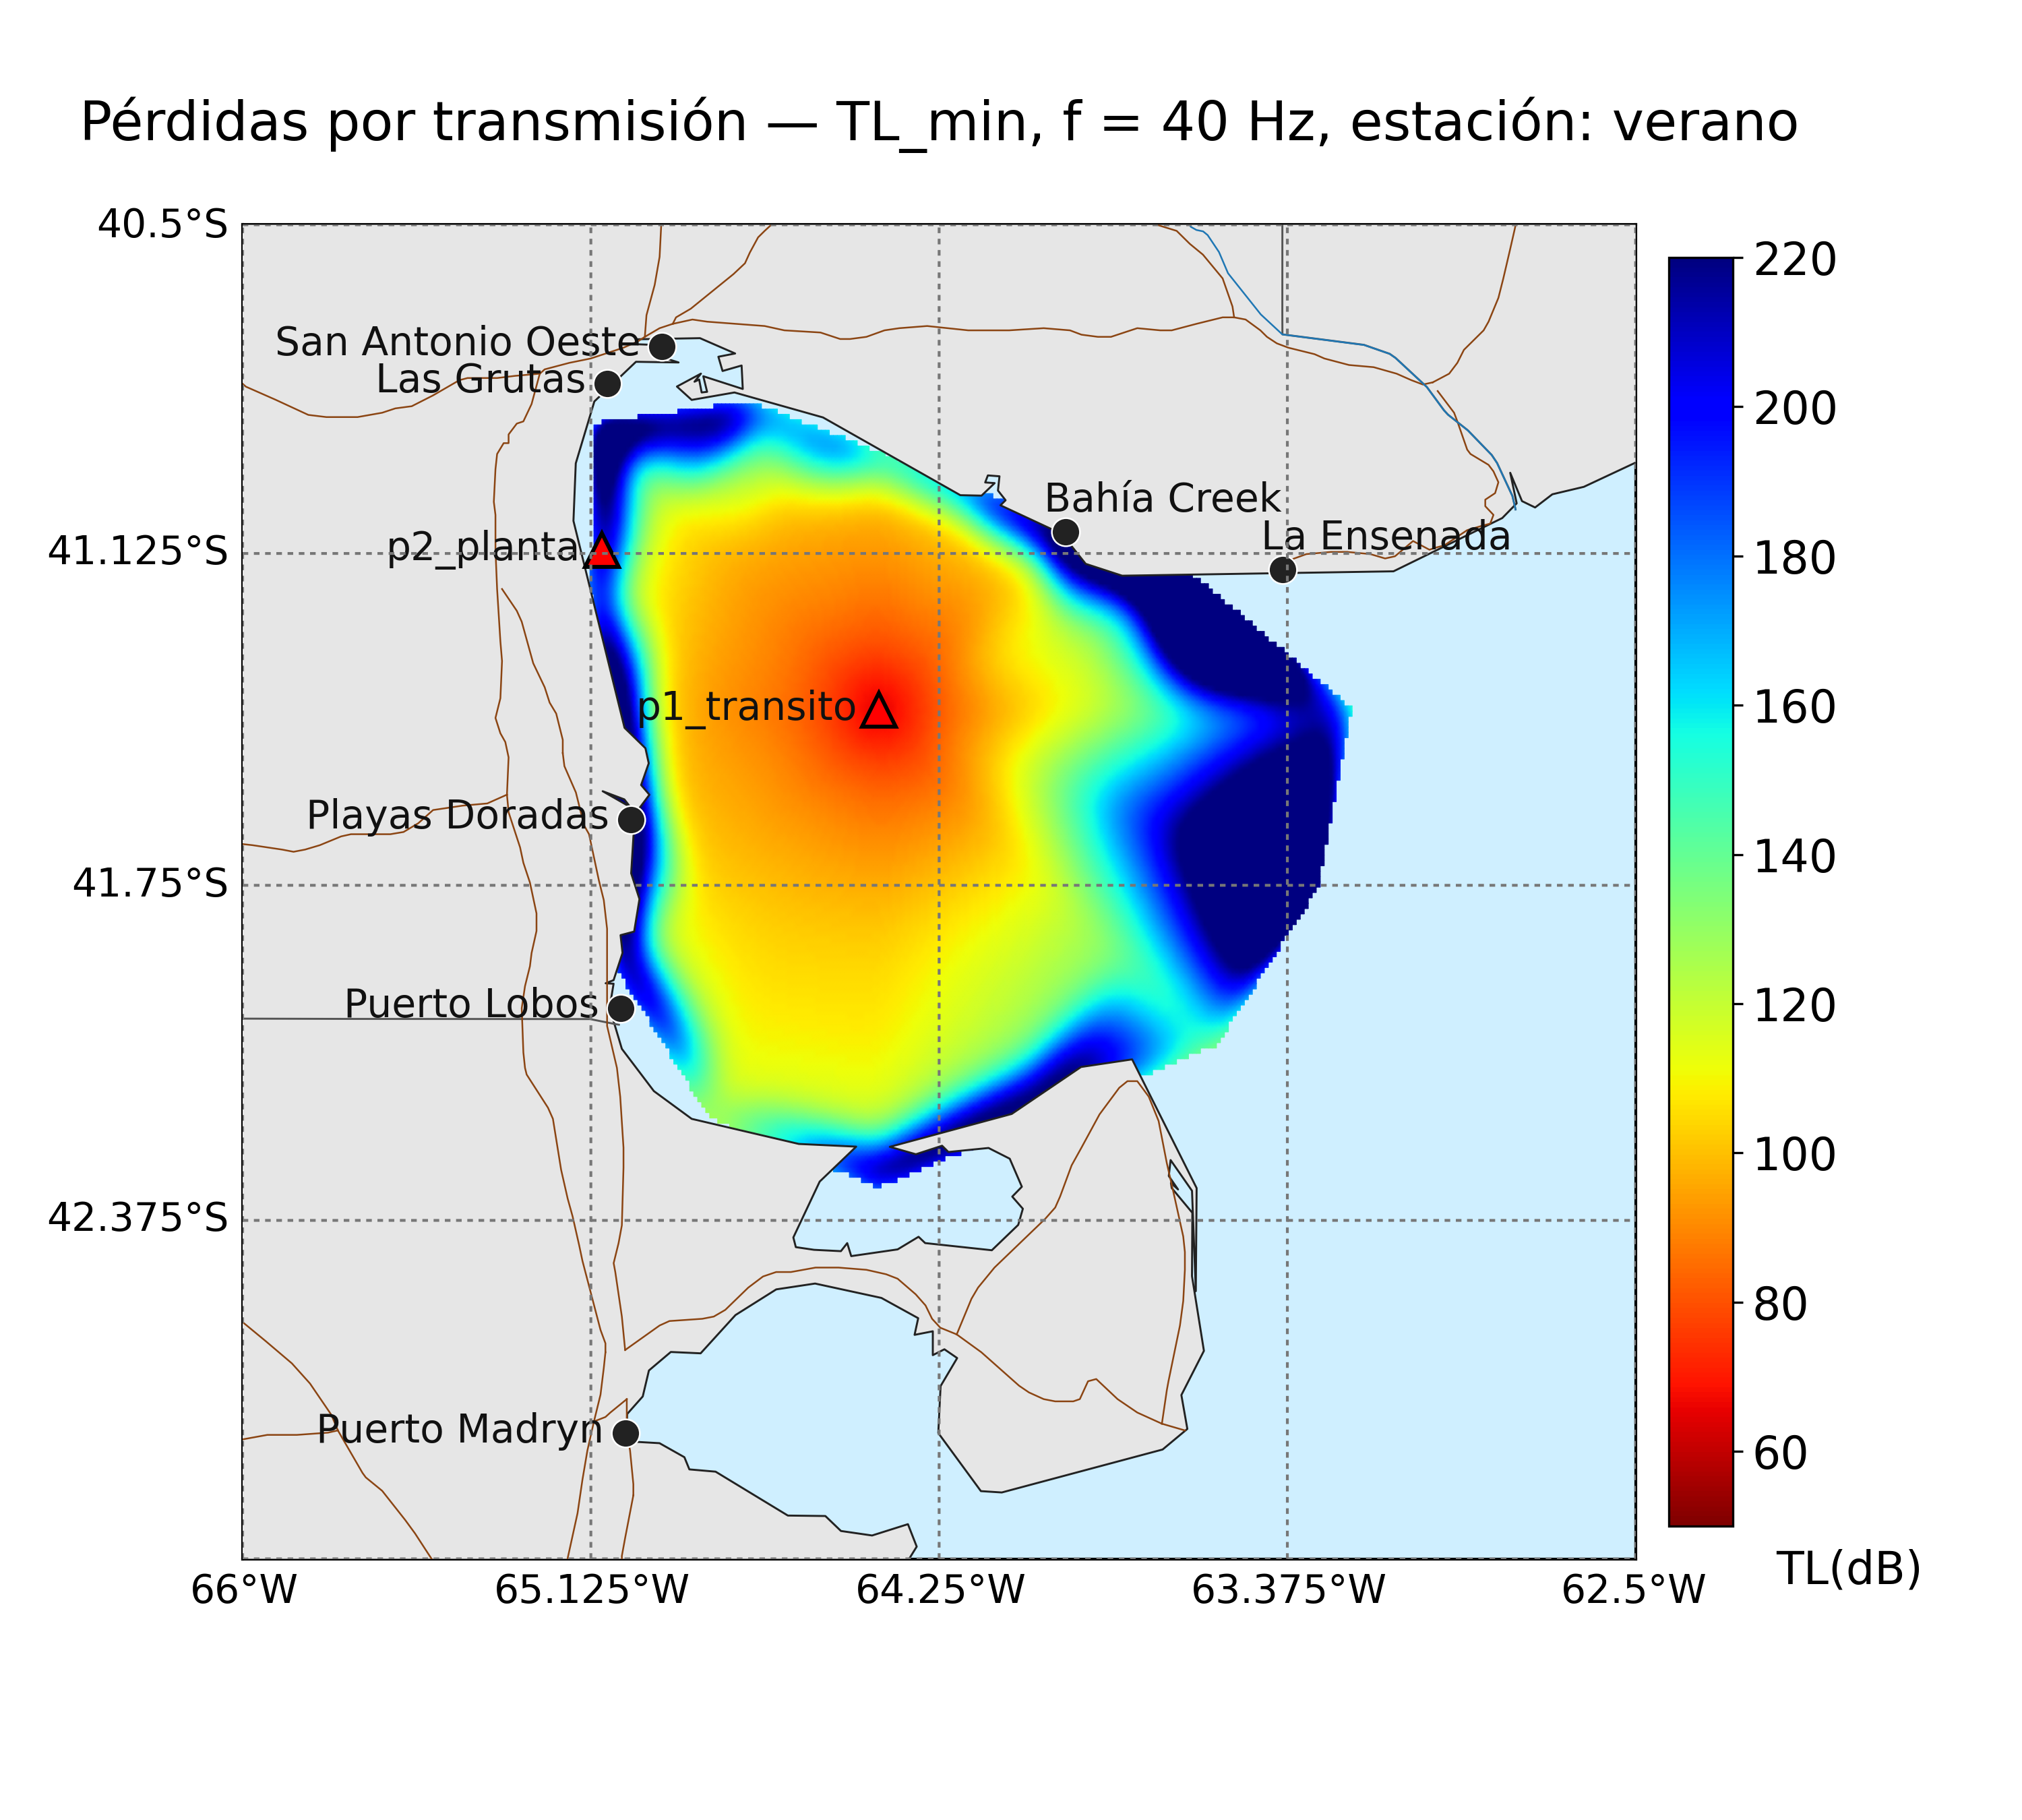 Pérdidas por transmisión — TL_min, f = 40 Hz, estación: verano
40.5°S
220
San Antonio Oeste
Las Grutas
200
Bahía Creek
La Ensenada
p2_planta
41.125°S
180
p1_transito
160
Playas Doradas
140
41.75°S
Puerto Lobos
120
100
42.375°S
80
Puerto Madryn
60
TL(dB)
66°W
65.125°W
64.25°W
63.375°W
62.5°W